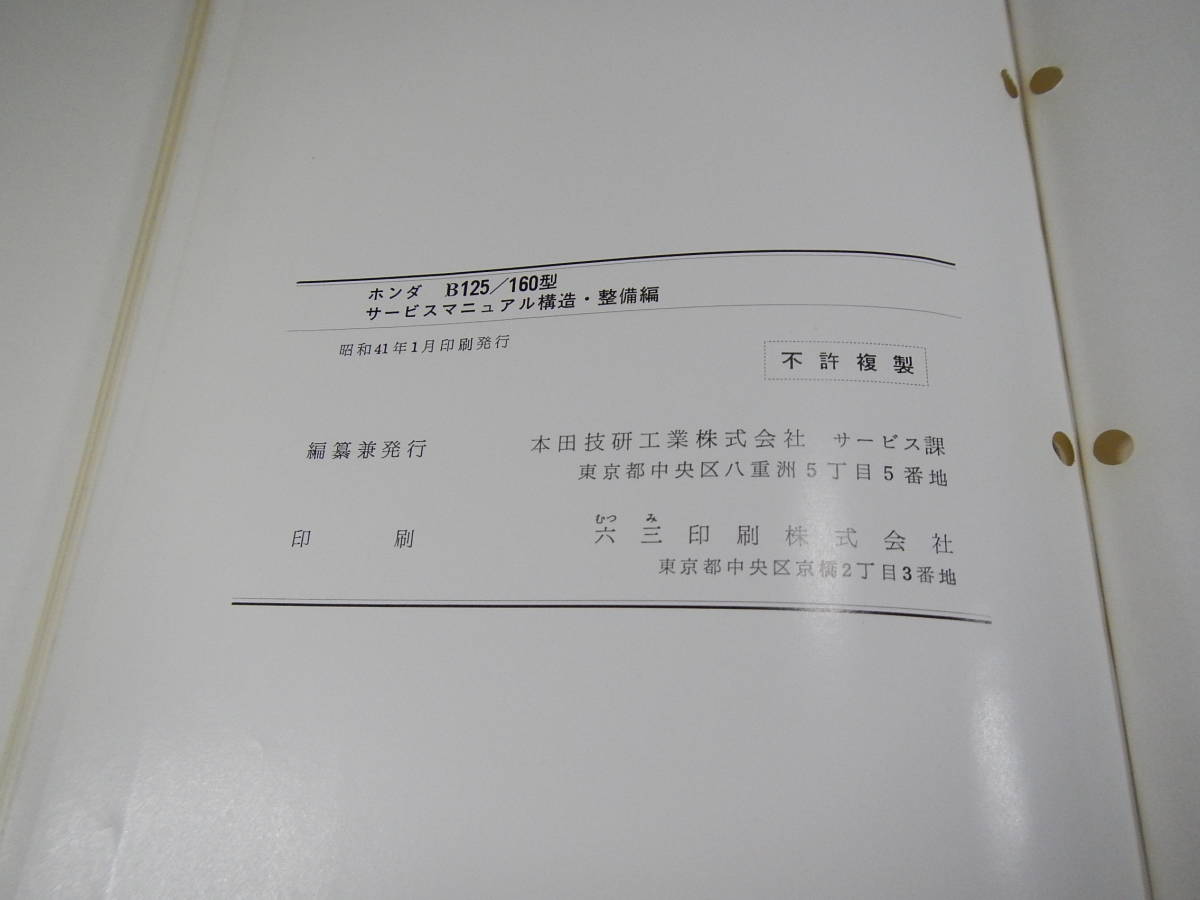 ホンダ B125/160型
サービスマニュアル構造・整備編
昭和41年1月印刷発行
不許複製
編纂兼発行 本田技研工業株式会社 サービス課
東京都中央区八重洲5丁目5番地
むつ み
印刷 六三印刷株式会社
東京都中央区京橋2丁目3番地